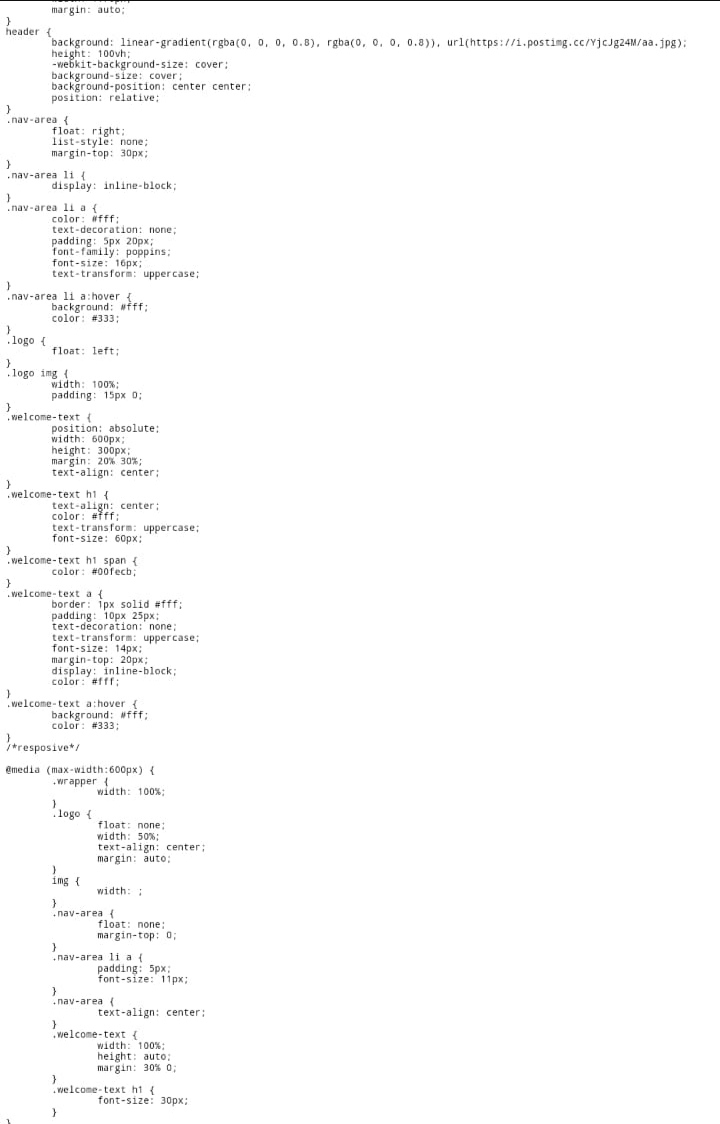 margin: auto;
}
header {
background: linear-gradient(rgba(0, 0, 0, 0.8), rgba(0, 0, 0, 0.8)), url(https://i.postimg.cc/YjcJg24M/aa.jpg);
height: 100vh;
-webkit-background-size: cover;
background-size: cover;
background-position: center center;
position: relative;
}
.nav-area {
float: right;
list-style: none;
margin-top: 30px;
}
.nav-area li {
display: inline-block;
}
.nav-area li a {
color: #fff;
text-decoration: none;
padding: 5px 20px;
font-family: poppins;
font-size: 16px;
text-transform: uppercase;
}
.nav-area li a:hover {
background: #fff;
color: #333;
}
.logo {
float: left;
}
.logo img {
width: 100%;
padding: 15px 0;
}
.welcome-text {
position: absolute;
width: 600px;
height: 300px;
margin: 20% 30%;
text-align: center;
}
.welcome-text h1 {
text-align: center;
color: #fff;
text-transform: uppercase;
font-size: 60px;
}
.welcome-text h1 span {
color: #00fecb;
}
.welcome-text a {
border: 1px solid #fff;
padding: 10px 25px;
text-decoration: none;
text-transform: uppercase;
font-size: 14px;
margin-top: 20px;
display: inline-block;
color: #fff;
}
.welcome-text a:hover {
background: #fff;
color: #333;
}
/*resposive*/
@media (max-width:600px) {
.wrapper {
width: 100%;
}
.logo {
float: none;
width: 50%;
text-align: center;
margin: auto;
}
img {
width: ;
}
.nav-area {
float: none;
margin-top: 0;
}
.nav-area li a {
padding: 5px;
font-size: 11px;
}
.nav-area {
text-align: center;
}
.welcome-text {
width: 100%;
height: auto;
margin: 30% 0;
}
.welcome-text h1 {
font-size: 30px;
}
}